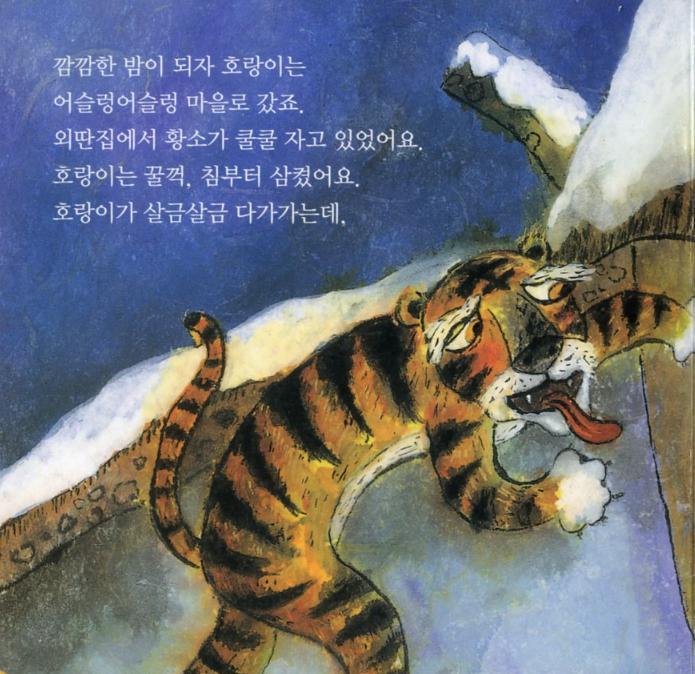 깜깜한 밤이 되자 호랑이는
어슬렁어슬렁 마을로 갔죠.
외딴집에서 황소가 쿨쿨 자고 있었어요.
호랑이는 꿀꺽, 침부터 삼켰어요.
호랑이가 살금살금 다가가는데,